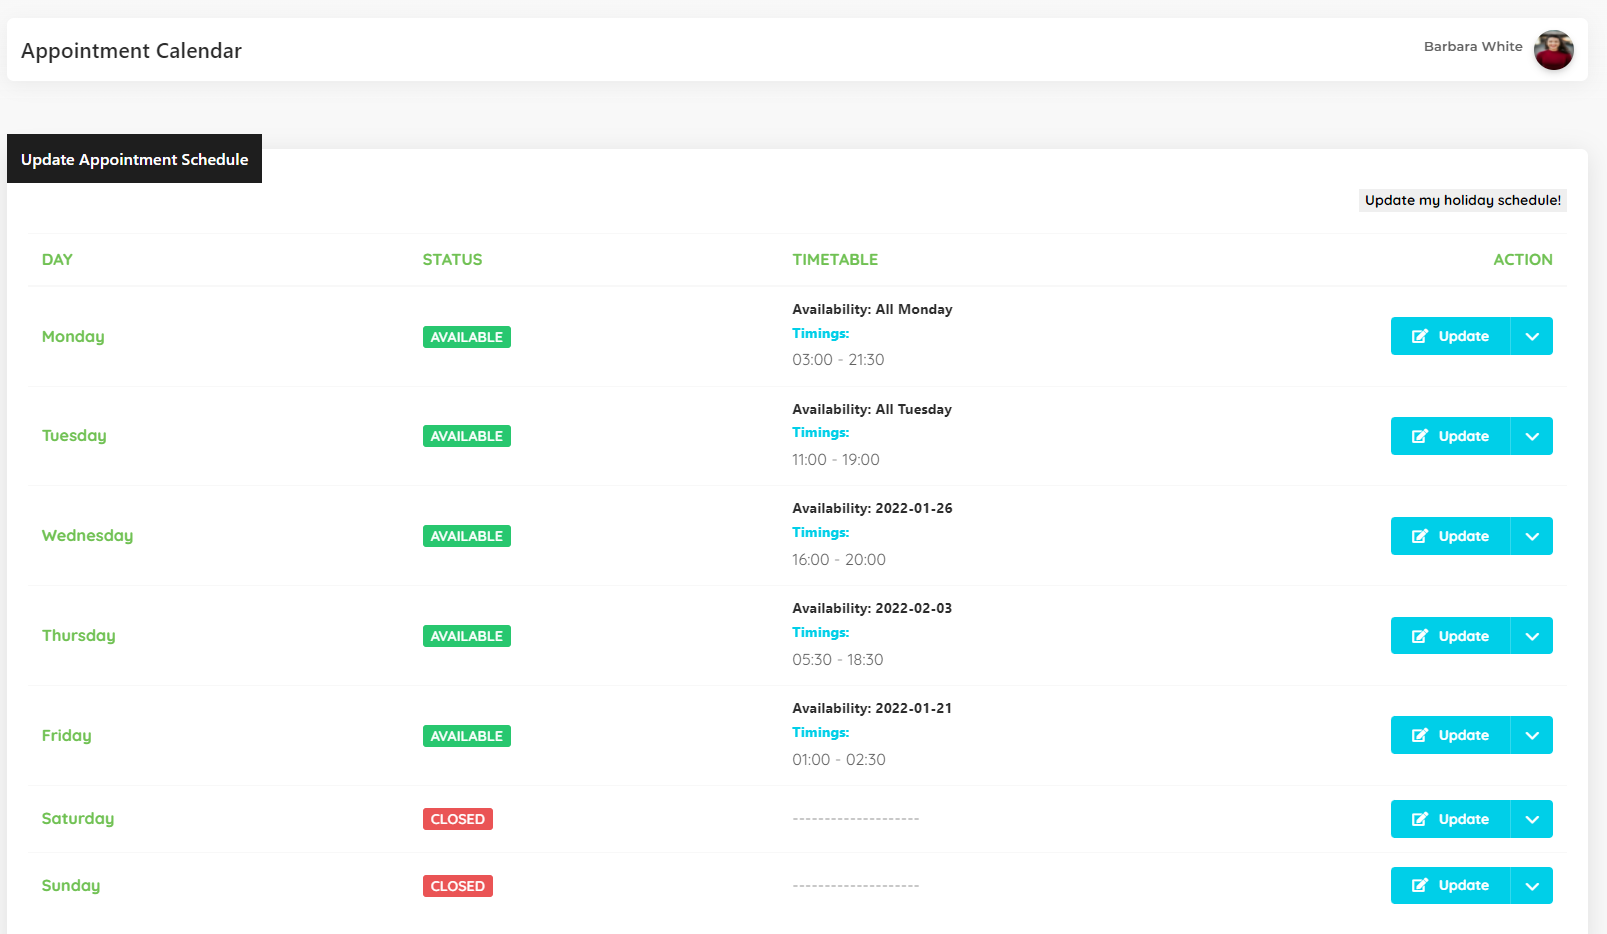 Appointment Calendar
Barbara White
Update Appointment Schedule
Update my holiday schedule!
DAY STATUS TIMETABLE ACTION
Monday AVAILABLE Availability: All Monday
Timings:
03:00 - 21:30
Update
Tuesday AVAILABLE Availability: All Tuesday
Timings:
11:00 - 19:00
Update
Wednesday AVAILABLE Availability: 2022-01-26
Timings:
16:00 - 20:00
Update
Thursday AVAILABLE Availability: 2022-02-03
Timings:
05:30 - 18:30
Update
Friday AVAILABLE Availability: 2022-01-21
Timings:
01:00 - 02:30
Update
Saturday CLOSED -------------------- Update
Sunday CLOSED -------------------- Update